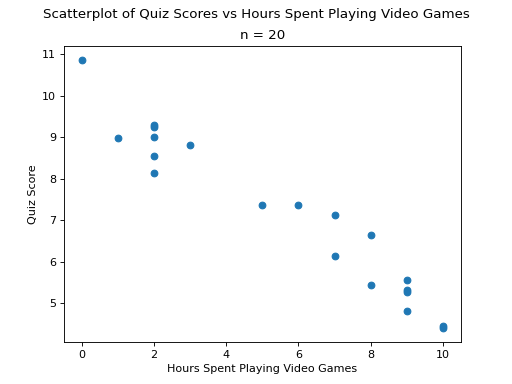 Scatterplot of Quiz Scores vs Hours Spent Playing Video Games
n = 20
11
10
9
8
7
6
5
Quiz Score
0 2 4 6 8 10
Hours Spent Playing Video Games